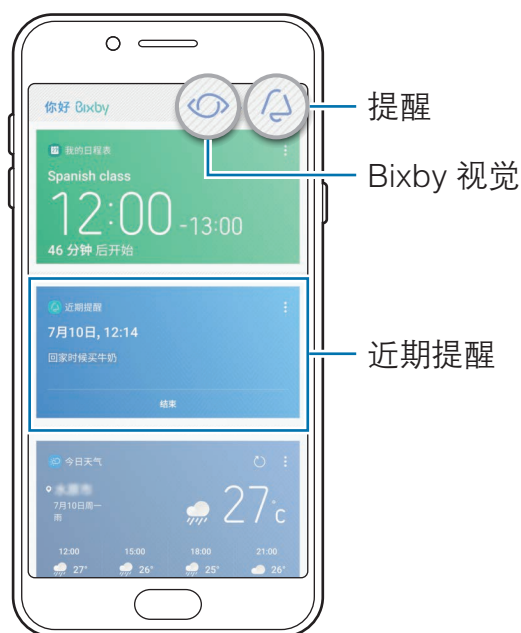 你好 Bixby
提醒
Bixby 视觉
我的日程表
Spanish class
12:00 -13:00
46 分钟 后开始
近期提醒
7月10日, 12:14
回家时候买牛奶
结束
近期提醒
今日天气
7月10日周一
雨
27°c
12:00 15:00 18:00 21:00
27° 26° 25° 26°